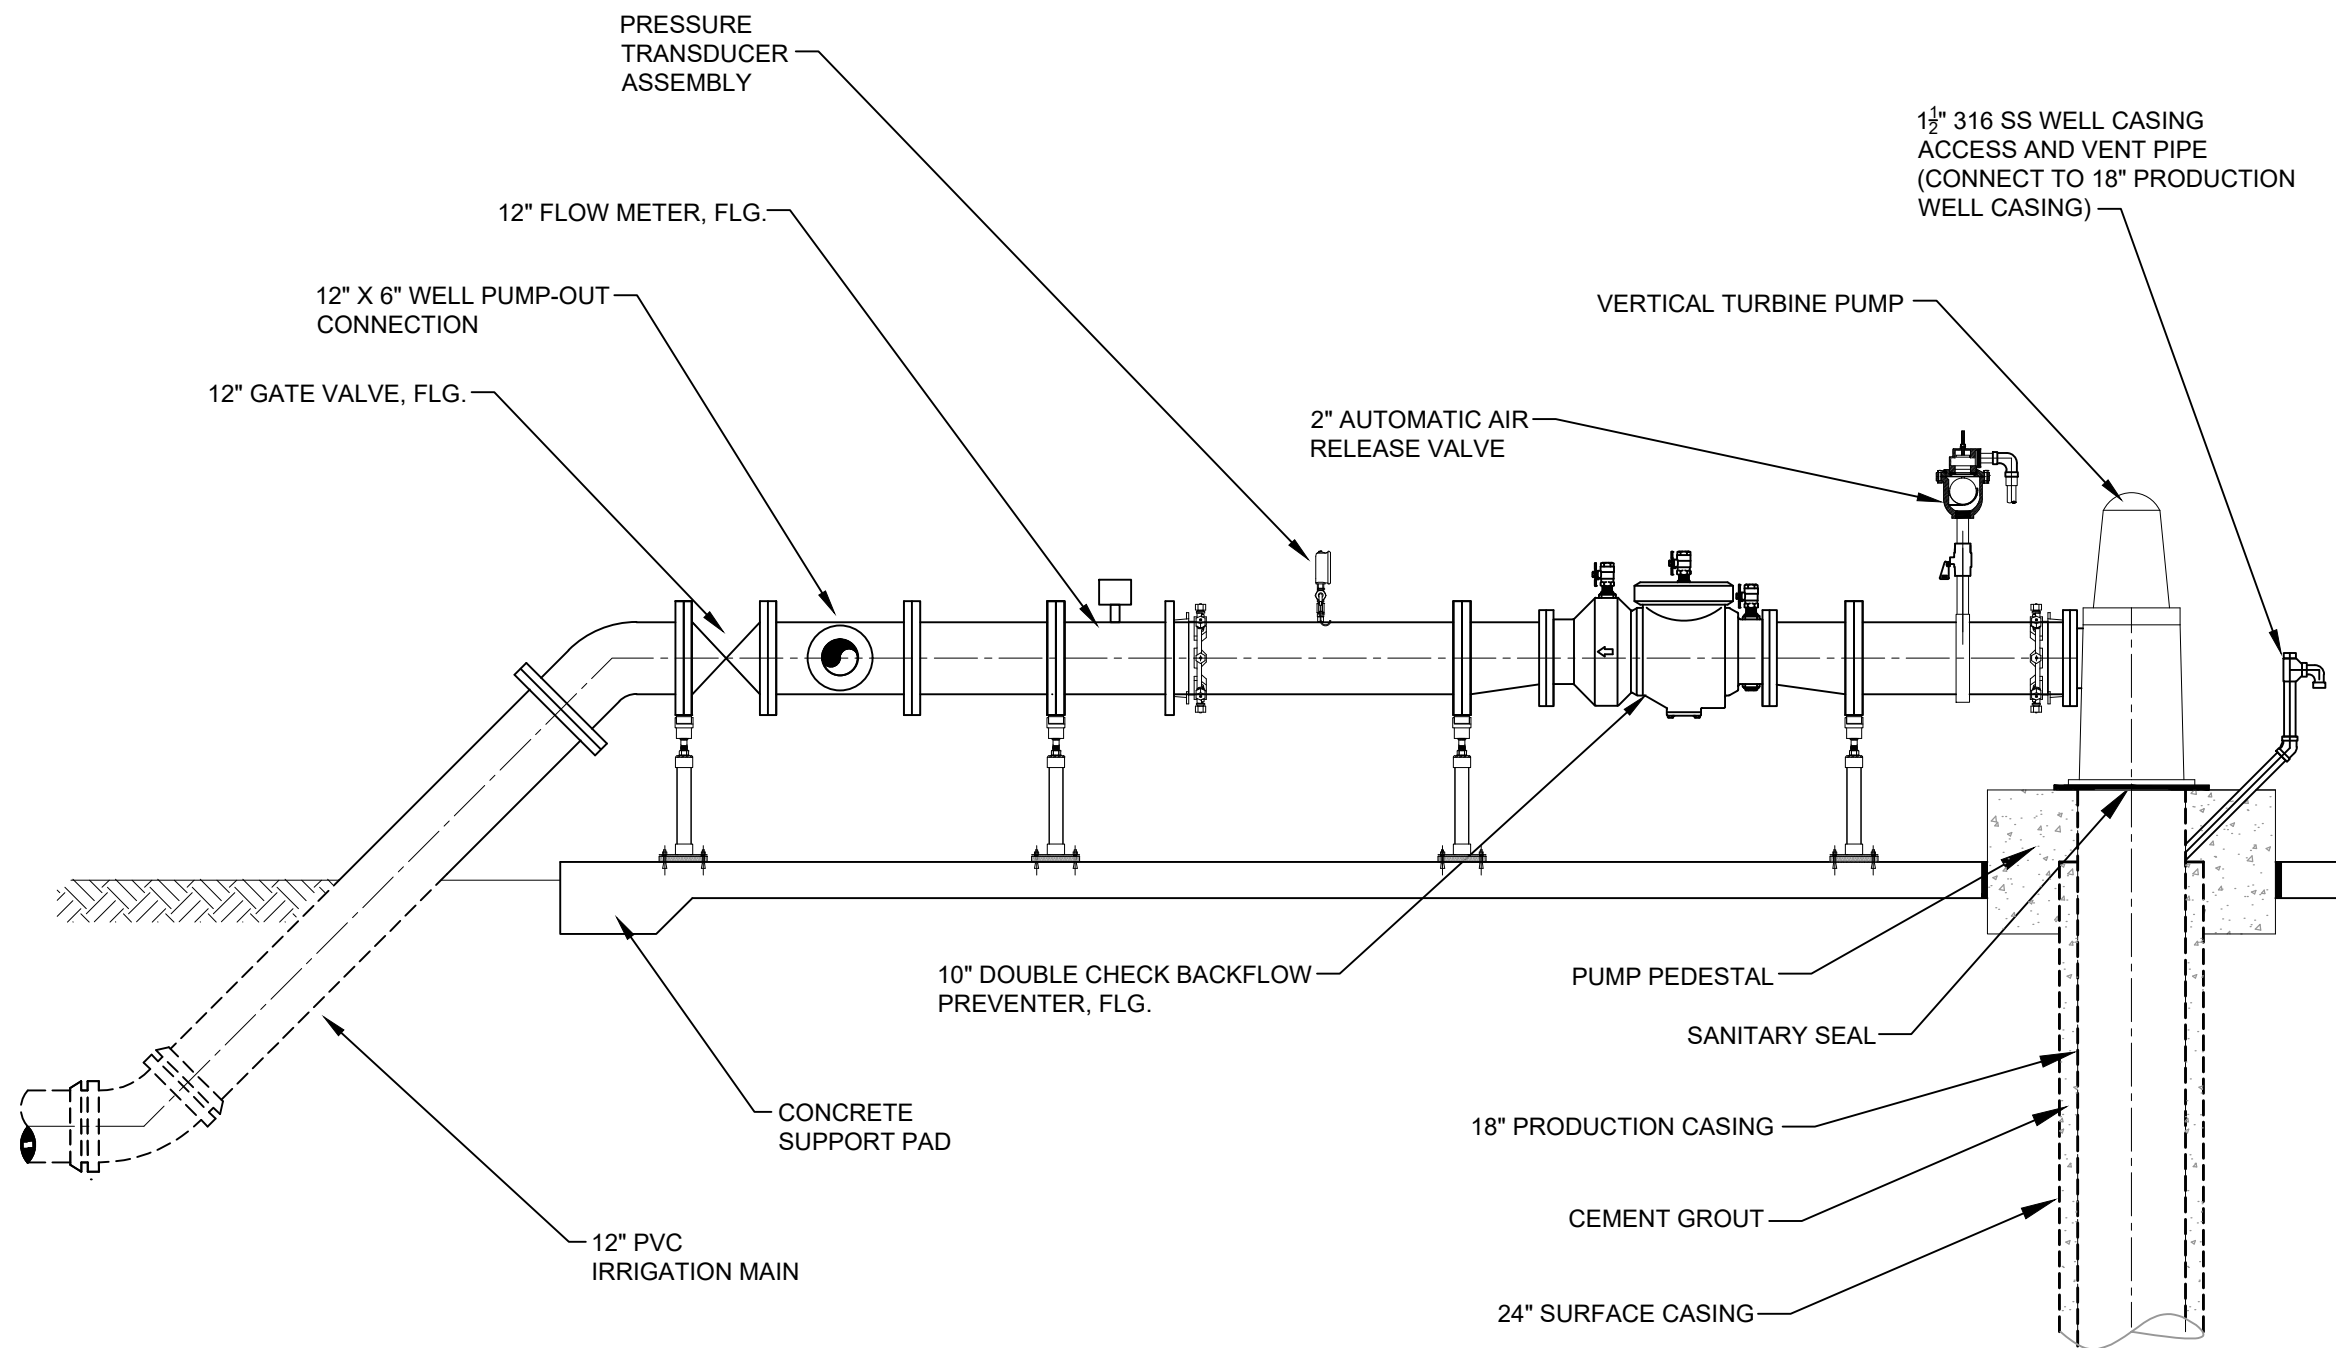 PRESSURE
TRANSDUCER
ASSEMBLY
1½" 316 SS WELL CASING
ACCESS AND VENT PIPE
(CONNECT TO 18" PRODUCTION
WELL CASING)
12" FLOW METER, FLG.
12" X 6" WELL PUMP-OUT
CONNECTION
VERTICAL TURBINE PUMP
12" GATE VALVE, FLG.
2" AUTOMATIC AIR
RELEASE VALVE
10" DOUBLE CHECK BACKFLOW
PREVENTER, FLG.
PUMP PEDESTAL
SANITARY SEAL
CONCRETE
SUPPORT PAD
18" PRODUCTION CASING
CEMENT GROUT
12" PVC
IRRIGATION MAIN
24" SURFACE CASING